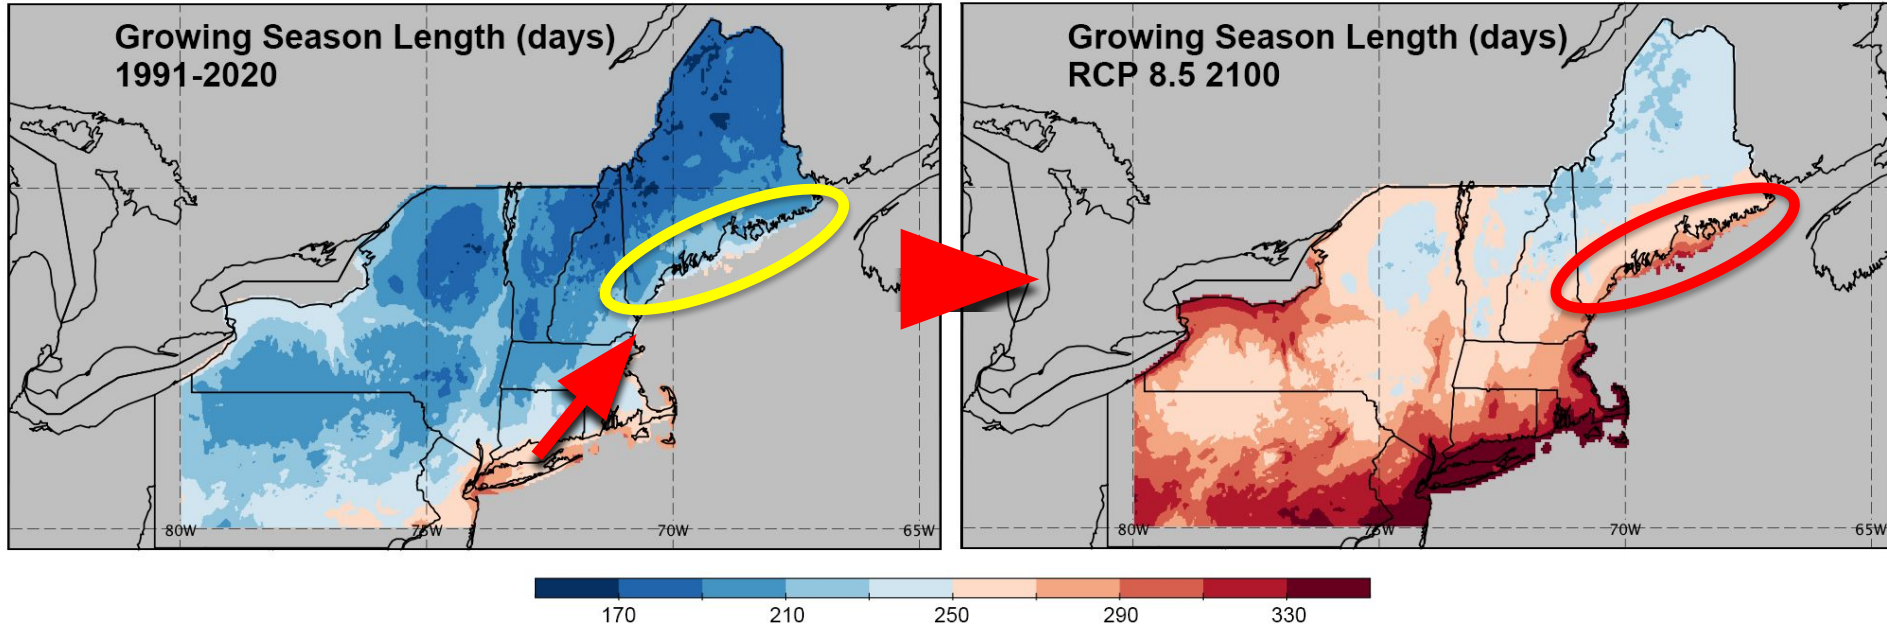 Growing Season Length (days)
1991-2020
80W
75W
70W
65W
Growing Season Length (days)
RCP 8.5 2100
80W
75W
70W
65W
170
210
250
290
330